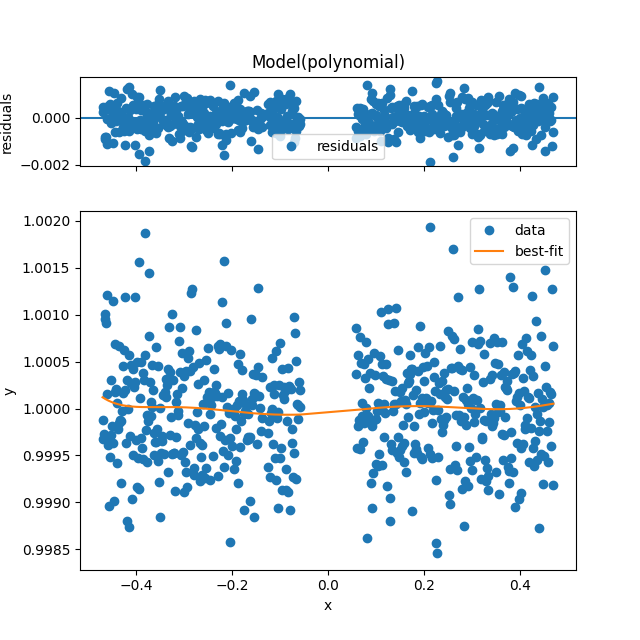 Model(polynomial)
residuals
0.000
−0.002
residuals
1.0020
1.0015
1.0010
1.0005
1.0000
0.9995
0.9990
0.9985
y
data
best-fit
−0.4
−0.2
0.0
0.2
0.4
x